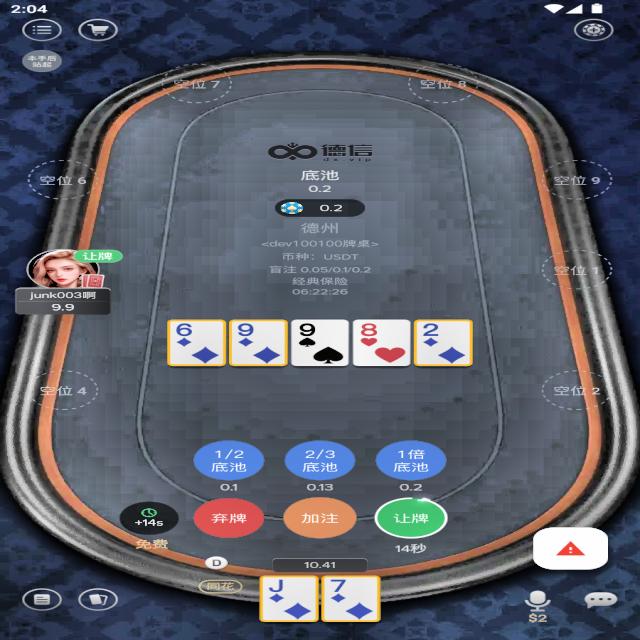 2:04
本手后
站起
空位 7
空位 8
德信
dx.vip
底池
0.2
0.2
空位 6
空位 9
德州
<dev100100牌桌>
币种：USDT
盲注 0.05/0.1/0.2
经典保险
06:22:26
让牌
junk003啊
9.9
空位 1
6 9 9 8 2
空位 4
空位 2
1/2
底池
2/3
底池
1倍
底池
0.1
0.13
0.2
+14s
弃牌
加注
让牌
免费
14秒
D
10.41
同花
J 7
$2